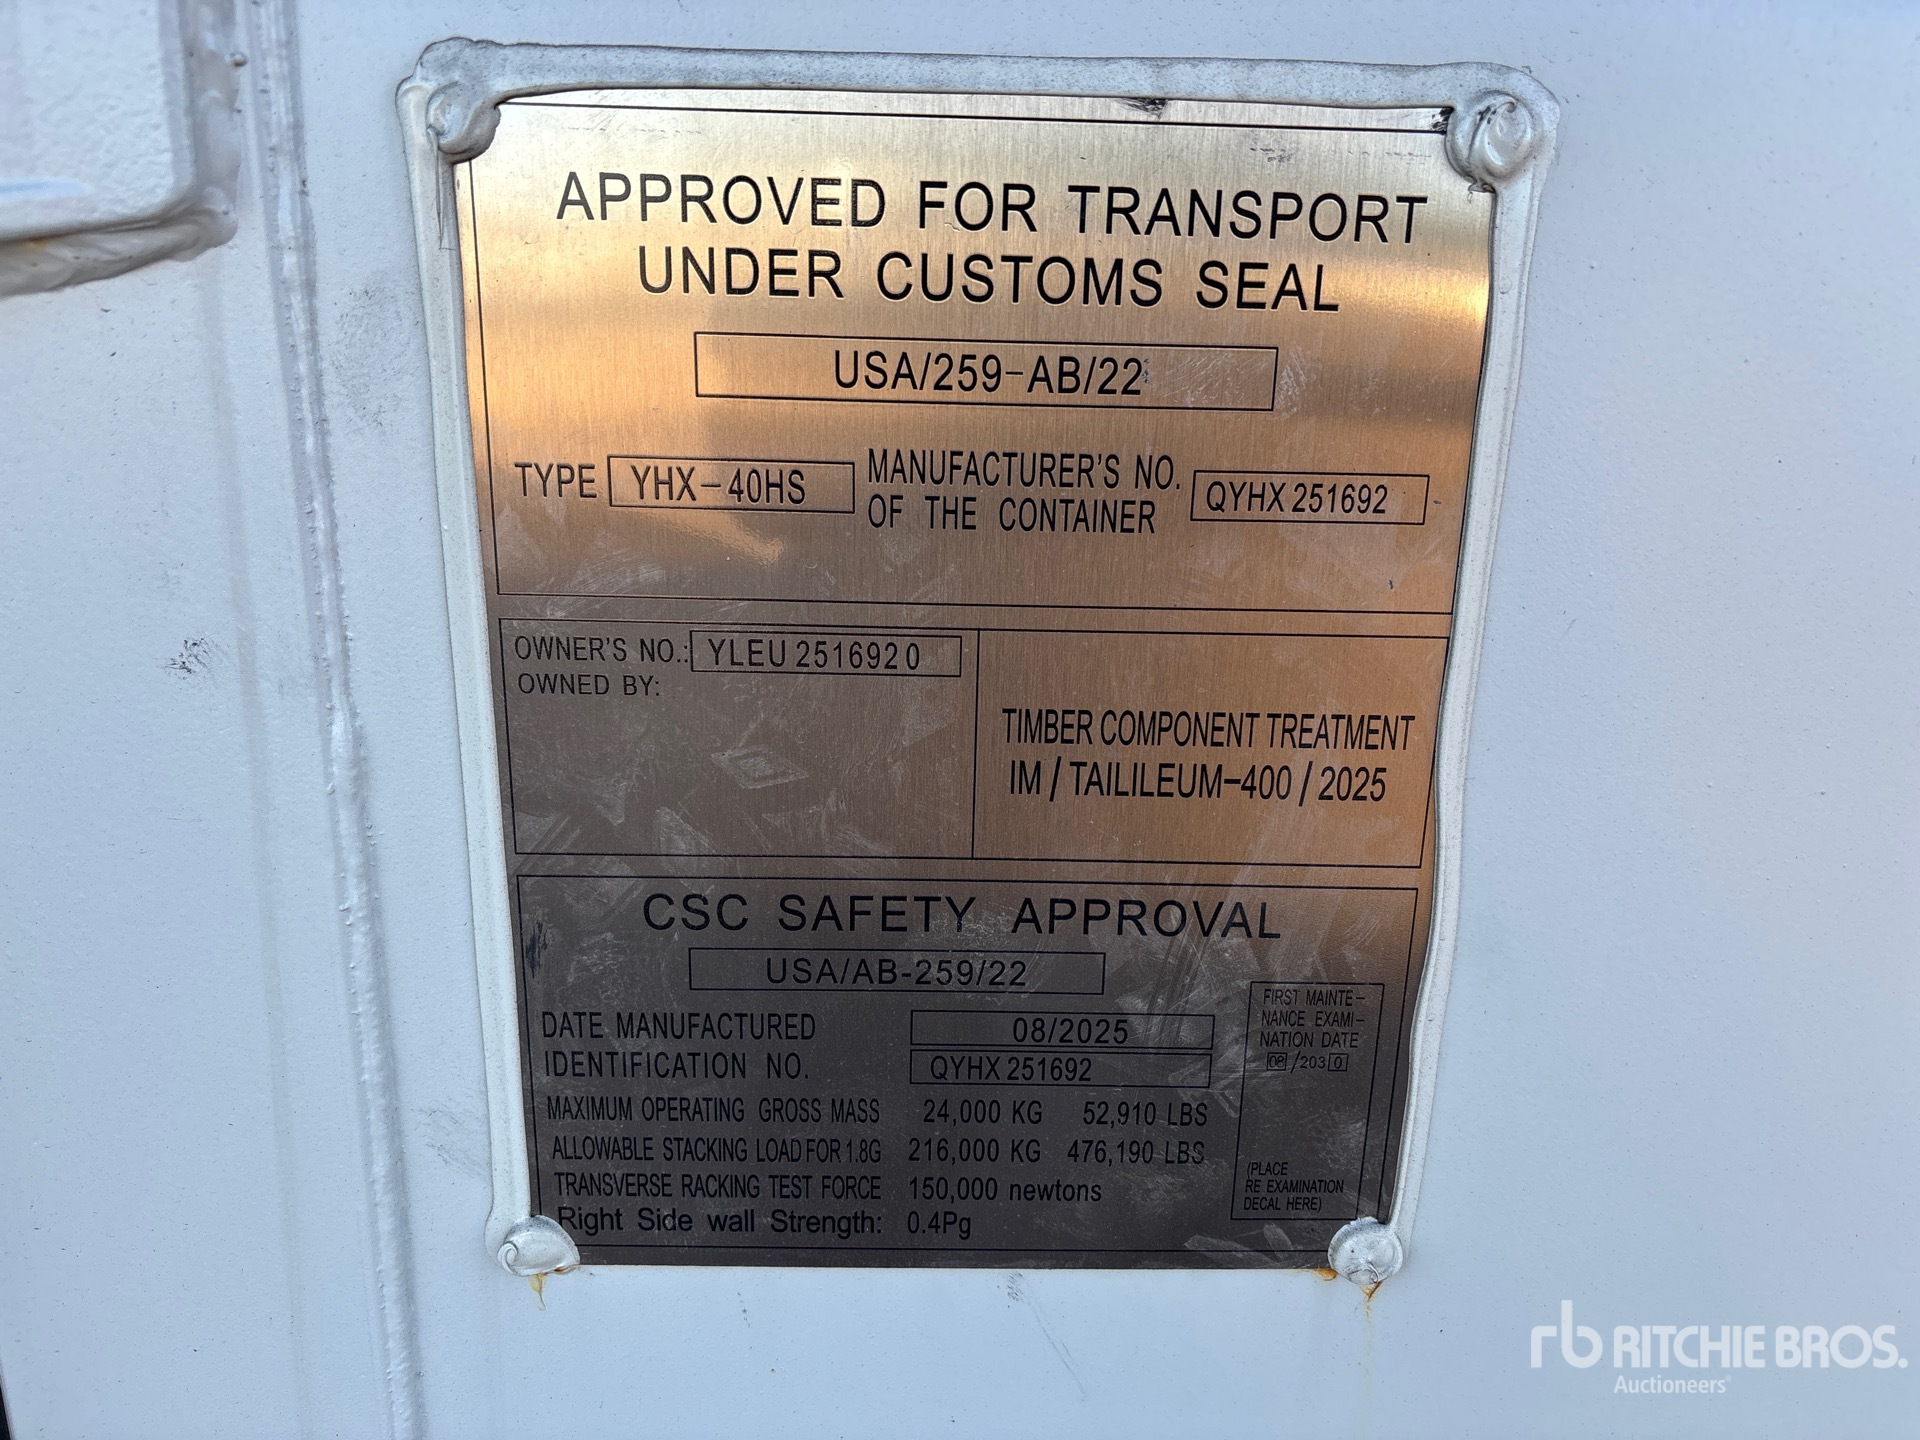 APPROVED FOR TRANSPORT
UNDER CUSTOMS SEAL
USA/259-AB/22
TYPE YHX-40HS MANUFACTURER'S NO.
OF THE CONTAINER QYHX 251692
OWNER'S NO.: YLEU 251692 0
OWNED BY:
TIMBER COMPONENT TREATMENT
IM / TAILILEUM-400 / 2025
CSC SAFETY APPROVAL
USA/AB-259/22
DATE MANUFACTURED 08/2025
IDENTIFICATION NO. QYHX 251692
MAXIMUM OPERATING GROSS MASS 24,000 KG 52,910 LBS
ALLOWABLE STACKING LOAD FOR 1.8G 216,000 KG 476,190 LBS
TRANSVERSE RACKING TEST FORCE 150,000 newtons
Right Side wall Strength: 0.4Pg
FIRST MAINTE-
NANCE EXAMI-
NATION DATE
08/2030
(PLACE
RE EXAMINATION
DECAL HERE)
rb RITCHIE BROS.
Auctioneers